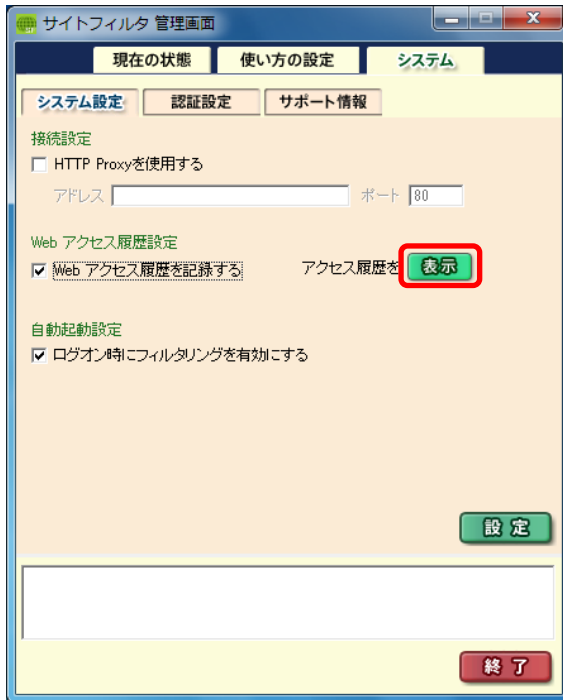 サイトフィルタ 管理画面
現在の状態 使い方の設定 システム
システム設定 認証設定 サポート情報
接続設定
HTTP Proxyを使用する
アドレス ポート 80
Web アクセス履歴設定
Web アクセス履歴を記録する アクセス履歴を 表示
自動起動設定
ログオン時にフィルタリングを有効にする
設定
終了